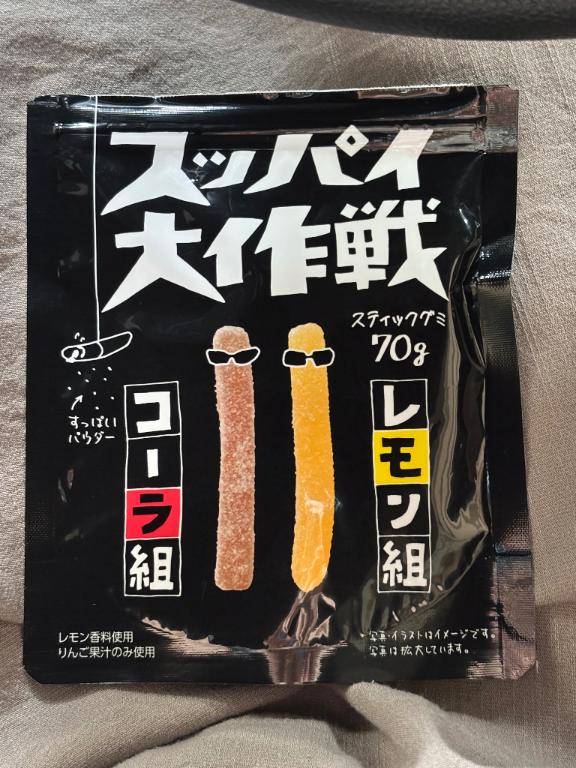 スッパイ
大作戦
スティックグミ
70g
すっぱい
パウダー
コーラ組
レモン組
レモン香料使用
りんご果汁のみ使用
写真・イラストはイメージです。
写真は拡大しています。